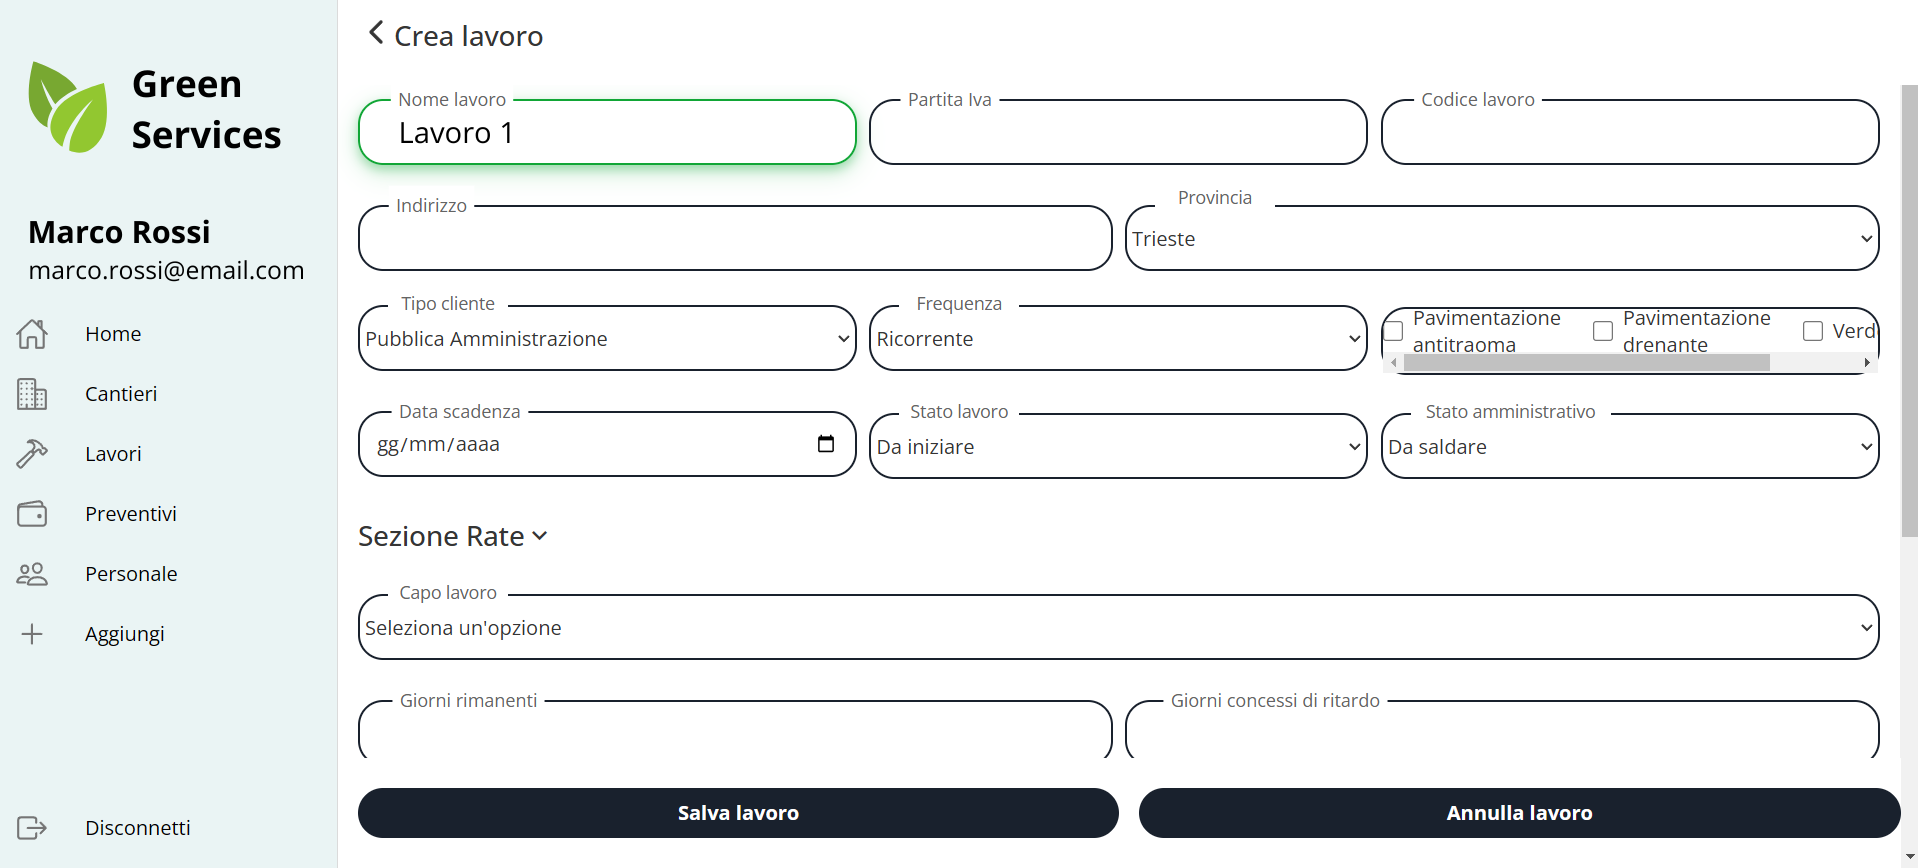 Green
Services
Marco Rossi
marco.rossi@email.com
Home
Cantieri
Lavori
Preventivi
Personale
Aggiungi
Disconnetti
Crea lavoro
Nome lavoro
Lavoro 1
Partita Iva
Codice lavoro
Indirizzo
Provincia
Trieste
Tipo cliente
Pubblica Amministrazione
Frequenza
Ricorrente
Pavimentazione
antitraoma
Pavimentazione
drenante
Verd
Data scadenza
gg/mm/aaaa
Stato lavoro
Da iniziare
Stato amministrativo
Da saldare
Sezione Rate
Capo lavoro
Seleziona un'opzione
Giorni rimanenti
Giorni concessi di ritardo
Salva lavoro
Annulla lavoro